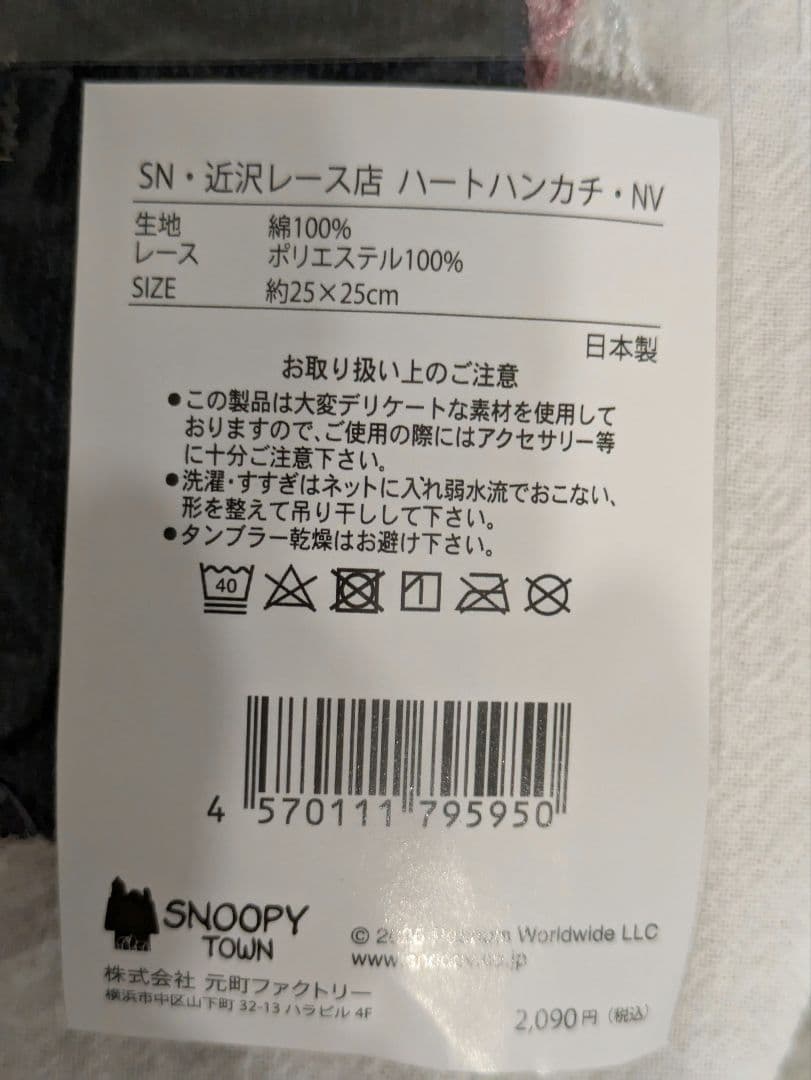 SN・近沢レース店 ハートハンカチ・NV
生地 綿100%
レース ポリエステル100%
SIZE 約25×25cm
日本製
お取り扱い上のご注意
●この製品は大変デリケートな素材を使用して
おりますので、ご使用の際にはアクセサリー等
に十分ご注意下さい。
●洗濯・すすぎはネットに入れ弱水流でおこない、
形を整えて吊り干しして下さい。
●タンブラー乾燥はお避け下さい。
40
4 570111 795950
SNOOPY
TOWN
© Worldwide LLC
www.snoopy.co.jp
株式会社 元町ファクトリー
横浜市中区山下町 32-13 ハラビル 4F
2,090円（税込）